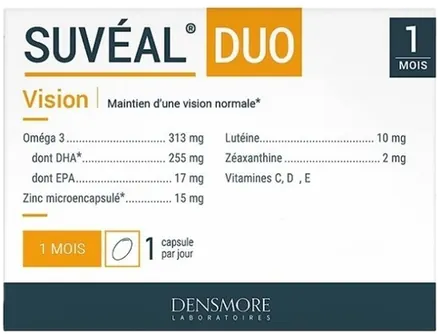 SUVÉAL® DUO
1
MOIS
Vision | Maintien d'une vision normale*
Oméga 3 ........................ 313 mg
dont DHA* ........................ 255 mg
dont EPA ........................ 17 mg
Zinc microencapsulé* ............ 15 mg
Lutéine ........................ 10 mg
Zéaxanthine ........................ 2 mg
Vitamines C, D , E
1 MOIS
1 capsule
par jour
DENSMORE
LABORATOIRES